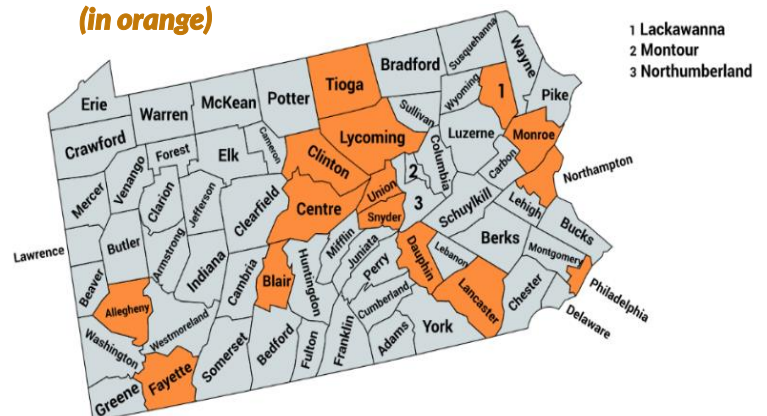 (in orange)
1 Lackawanna
2 Montour
3 Northumberland
Erie
Crawford
Warren
McKean
Potter
Tioga
Bradford
Susquehanna
Wayne
Wyoming
1
Pike
Mercer
Venango
Forest
Elk
Cameron
Clinton
Lycoming
Sullivan
Luzerne
Monroe
Clarion
Jefferson
Clearfield
Centre
Union
2
Columbia
Carbon
Northampton
Lawrence
Butler
Armstrong
Indiana
Snyder
3
Schuylkill
Lehigh
Bucks
Beaver
Allegheny
Westmoreland
Cambria
Blair
Huntingdon
Mifflin
Juniata
Perry
Dauphin
Lebanon
Berks
Montgomery
Philadelphia
Washington
Greene
Fayette
Somerset
Bedford
Fulton
Franklin
Cumberland
Adams
York
Lancaster
Chester
Delaware